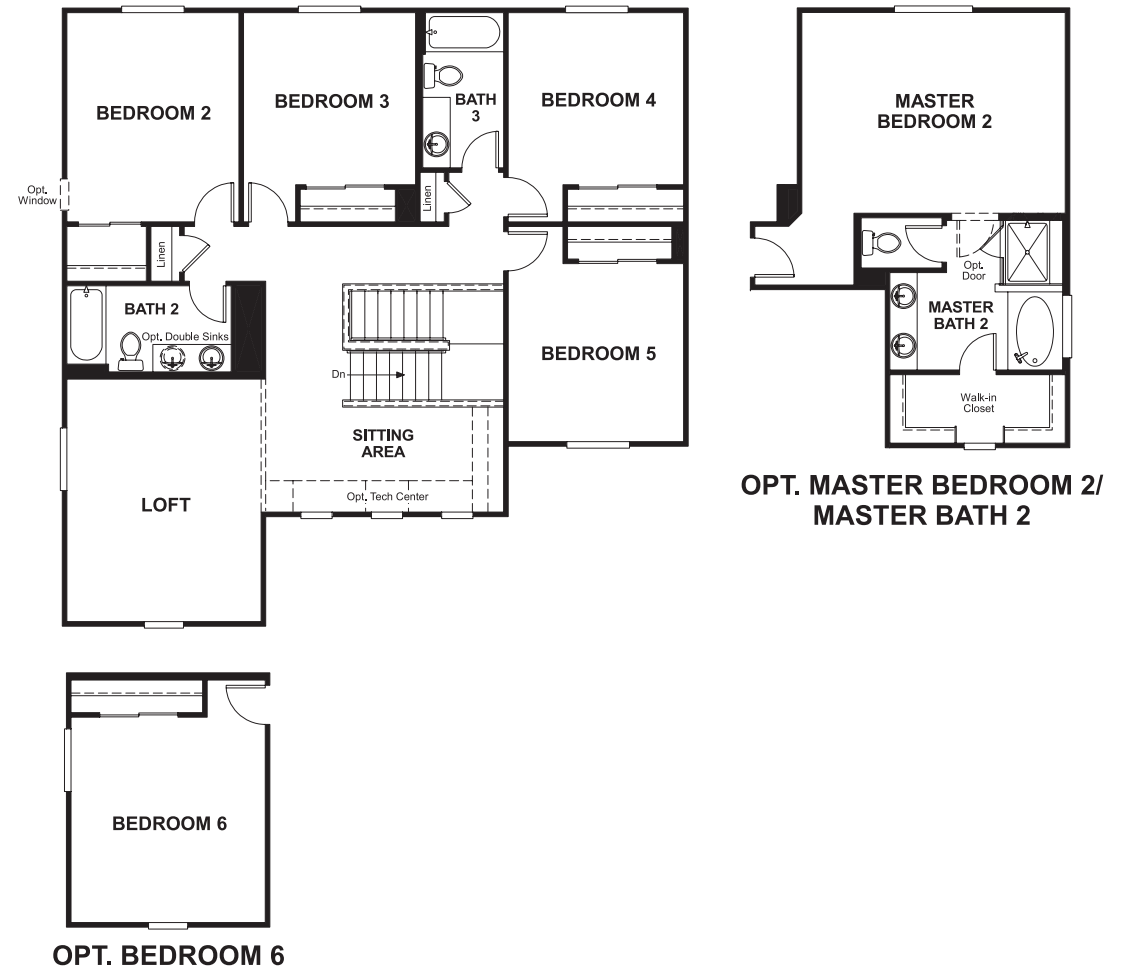 BEDROOM 2
BEDROOM 3
BATH
3
BEDROOM 4
Opt.
Window
Linen
Linen
BATH 2
Opt. Double Sinks
Dn
BEDROOM 5
SITTING
AREA
Opt. Tech Center
LOFT
MASTER
BEDROOM 2
Opt.
Door
MASTER
BATH 2
Walk-in
Closet
OPT. MASTER BEDROOM 2/
MASTER BATH 2
BEDROOM 6
OPT. BEDROOM 6